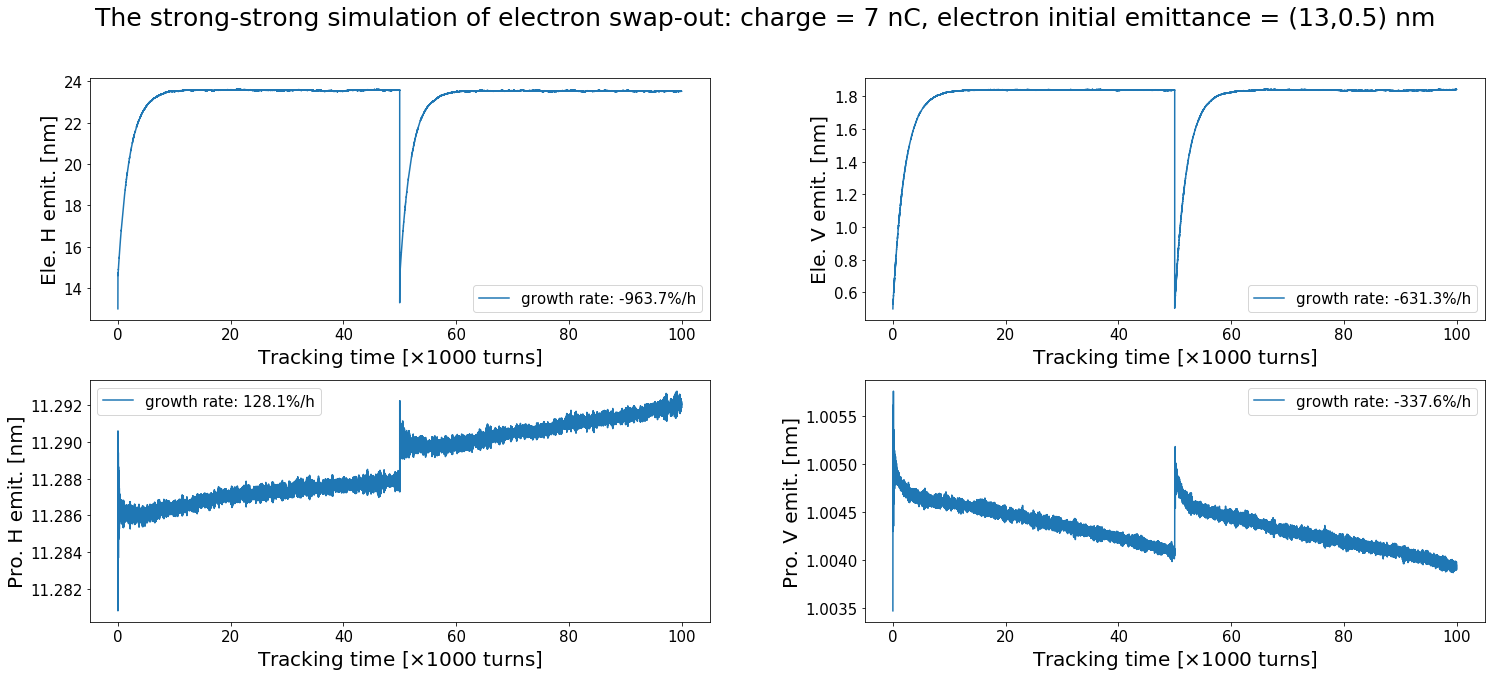 The strong-strong simulation of electron swap-out: charge = 7 nC, electron initial emittance = (13,0.5) nm
Ele. H emit. [nm]
24
22
20
18
16
14
growth rate: -963.7%/h
0 20 40 60 80 100
Tracking time [×1000 turns]
Ele. V emit. [nm]
1.8
1.6
1.4
1.2
1.0
0.8
0.6
growth rate: -631.3%/h
0 20 40 60 80 100
Tracking time [×1000 turns]
Pro. H emit. [nm]
11.292
11.290
11.288
11.286
11.284
11.282
growth rate: 128.1%/h
0 20 40 60 80 100
Tracking time [×1000 turns]
Pro. V emit. [nm]
1.0055
1.0050
1.0045
1.0040
1.0035
growth rate: -337.6%/h
0 20 40 60 80 100
Tracking time [×1000 turns]